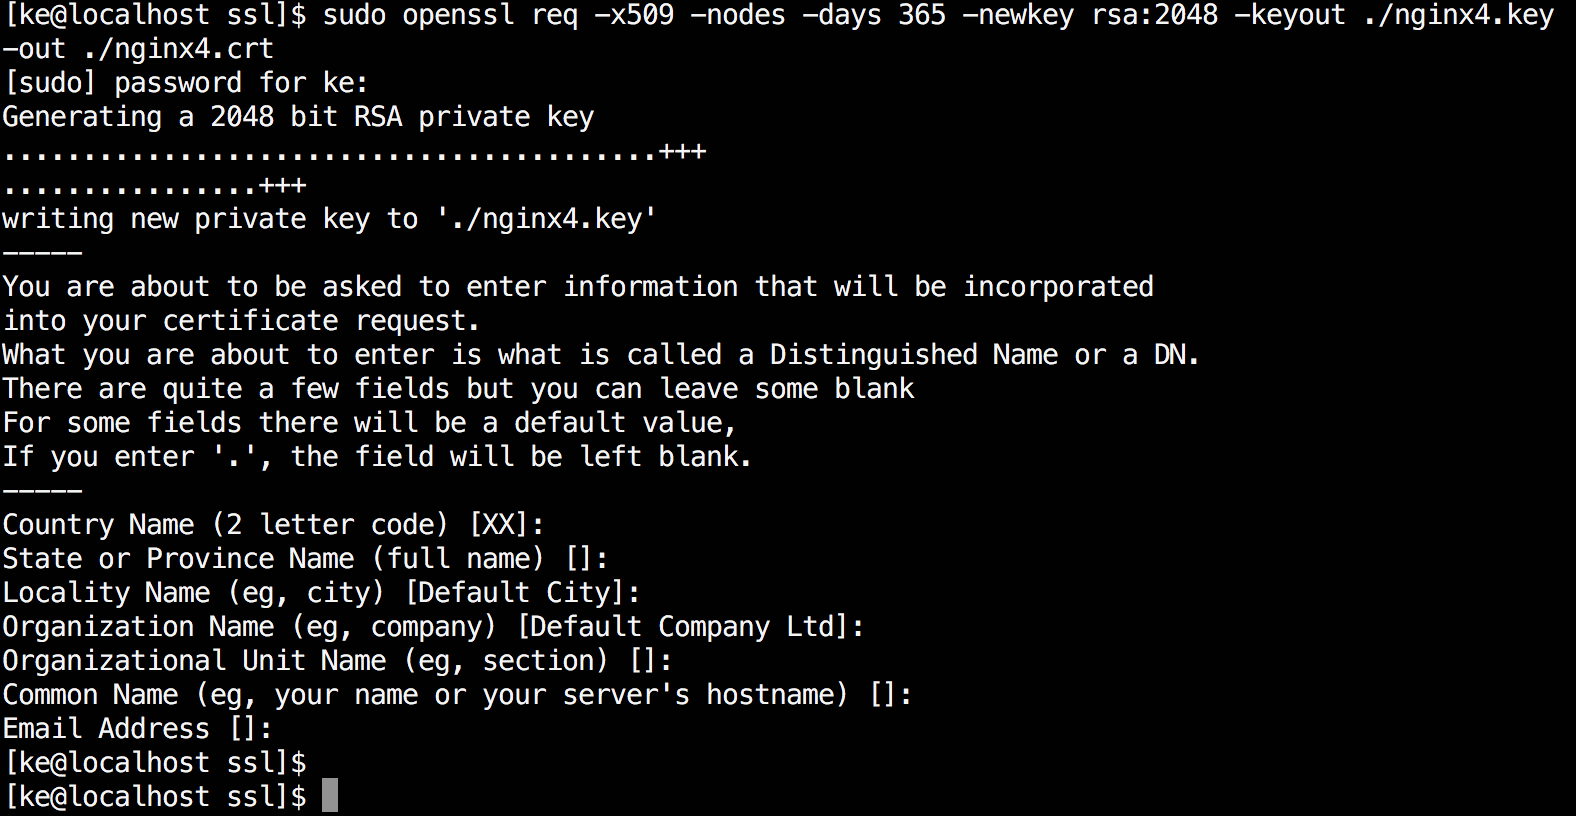 [ke@localhost ssl]$ sudo openssl req -x509 -nodes -days 365 -newkey rsa:2048 -keyout ./nginx4.key
-out ./nginx4.crt
[sudo] password for ke:
Generating a 2048 bit RSA private key
.........................................+++
................+++
writing new private key to './nginx4.key'
-----
You are about to be asked to enter information that will be incorporated
into your certificate request.
What you are about to enter is what is called a Distinguished Name or a DN.
There are quite a few fields but you can leave some blank
For some fields there will be a default value,
If you enter '.', the field will be left blank.
-----
Country Name (2 letter code) [XX]:
State or Province Name (full name) []:
Locality Name (eg, city) [Default City]:
Organization Name (eg, company) [Default Company Ltd]:
Organizational Unit Name (eg, section) []:
Common Name (eg, your name or your server's hostname) []:
Email Address []:
[ke@localhost ssl]$
[ke@localhost ssl]$